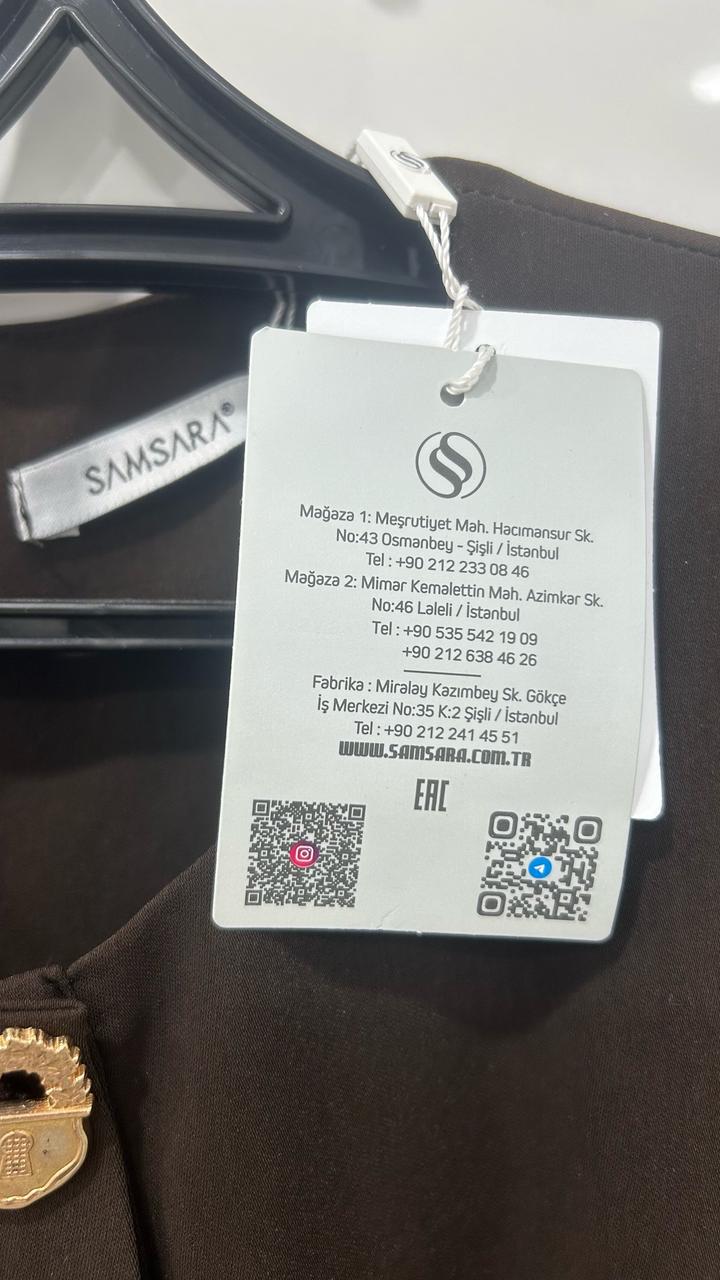 SAMSARA®
Mağaza 1: Meşrutiyet Mah. Hacımansur Sk.
No:43 Osmanbey - Şişli / İstanbul
Tel : +90 212 233 08 46
Mağaza 2: Mimar Kemalettin Mah. Azimkar Sk.
No:46 Laleli / İstanbul
Tel : +90 535 542 19 09
+90 212 638 46 26
Fabrika : Miralay Kazımbey Sk. Gökçe
İş Merkezi No:35 K:2 Şişli / İstanbul
Tel : +90 212 241 45 51
www.SAMSARA.COM.TR
EAC